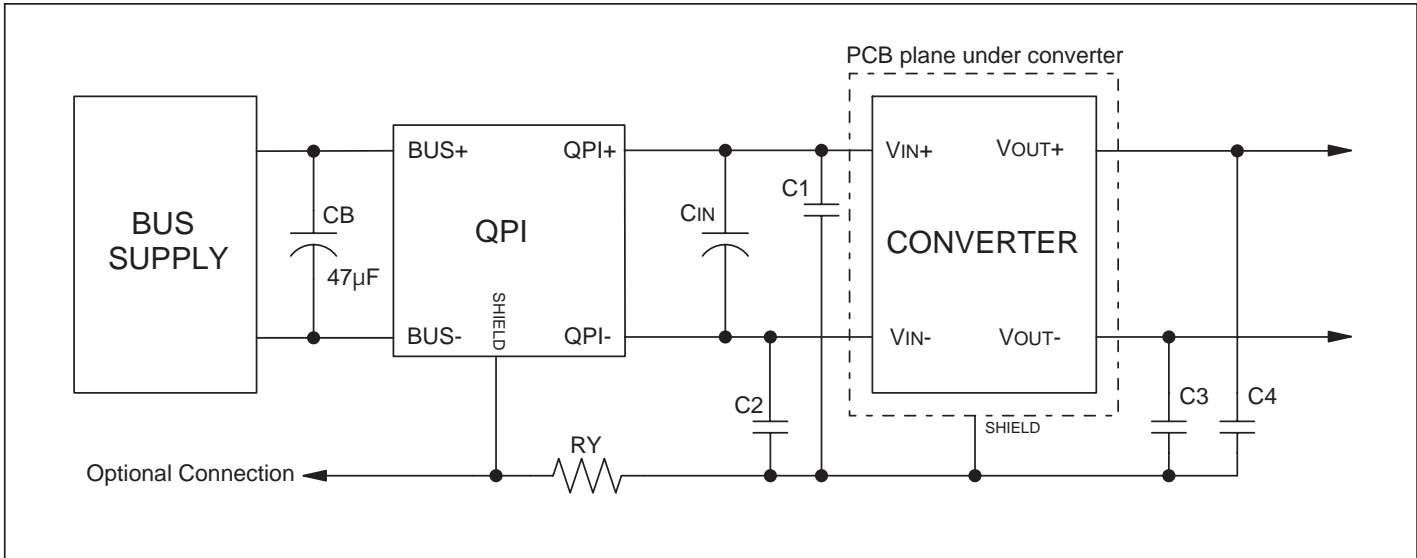 PCB plane under converter
BUS
SUPPLY
CB
47µF
BUS+
QPI+
QPI
SHIELD
BUS-
QPI-
CIN
C1
VIN+
VOUT+
CONVERTER
VIN-
VOUT-
C2
SHIELD
C3
C4
RY
Optional Connection